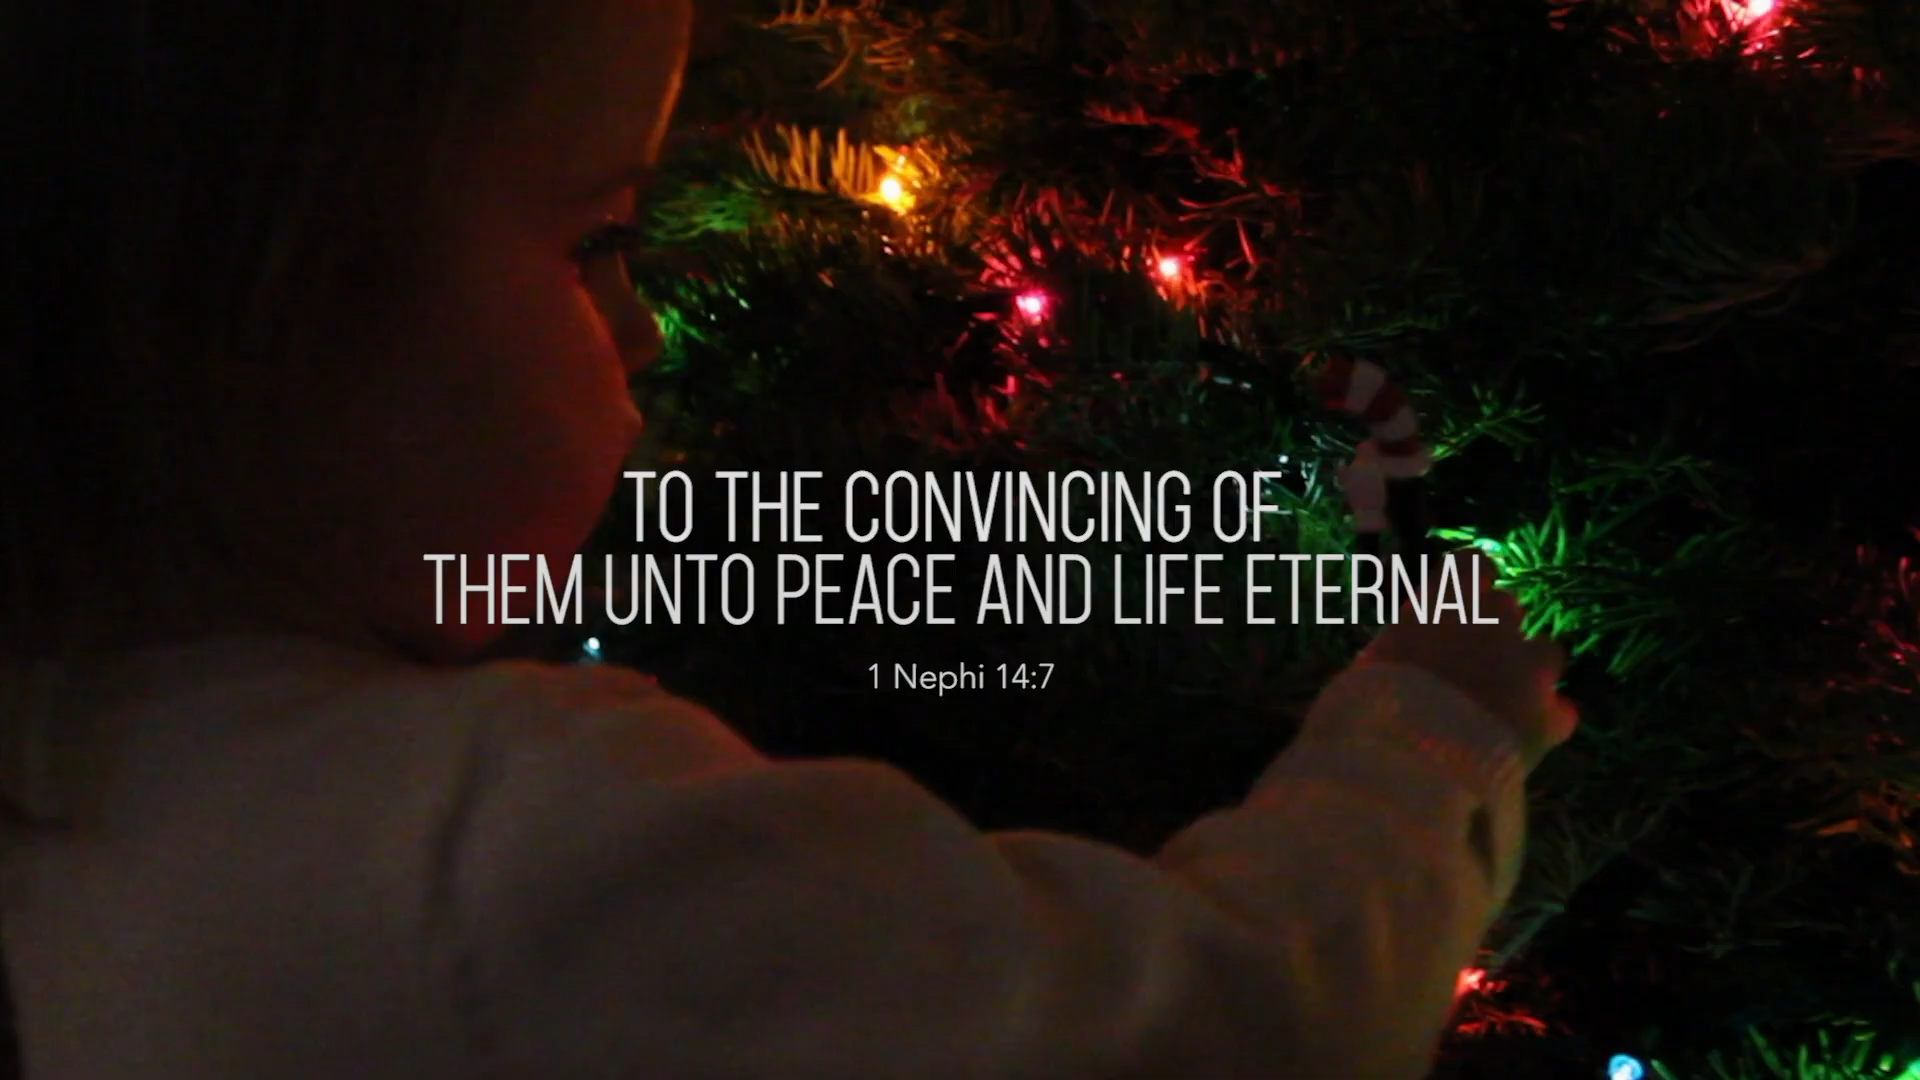 TO THE CONVINCING OF
THEM UNTO PEACE AND LIFE ETERNAL
1 Nephi 14:7